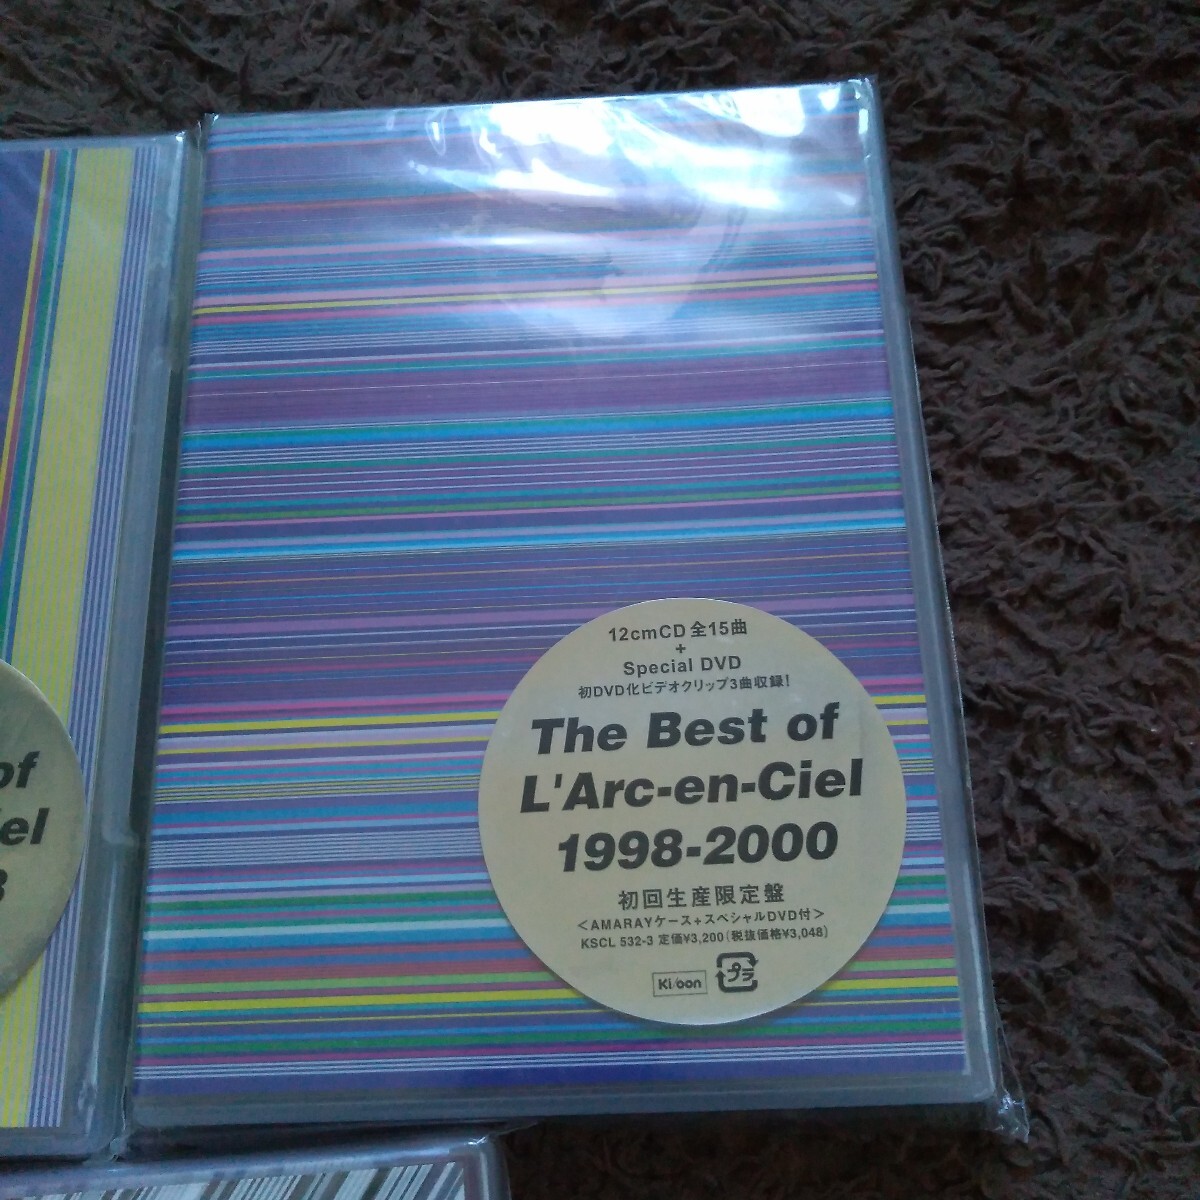 12cmCD 全15曲
+
Special DVD
初DVD化ビデオクリップ3曲収録!
The Best of
L'Arc-en-Ciel
1998-2000
初回生産限定盤
<AMARAYケース+スペシャルDVD付>
KSCL 532-3 定価¥3,200(税抜価格¥3,048)
Ki/oon
プラ
of
iel
8